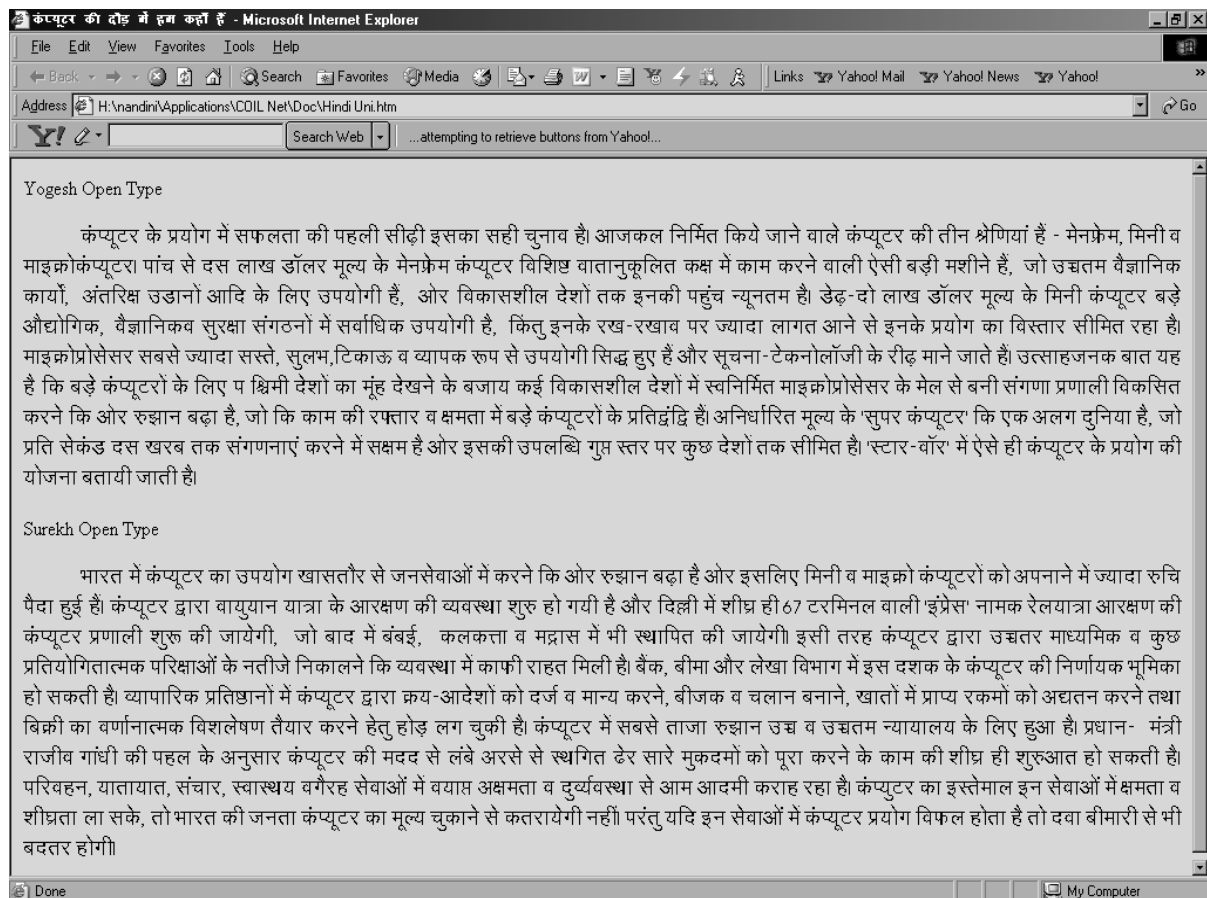 कंप्यूटर की दौड़ में हम कहाँ हैं - Microsoft Internet Explorer
File Edit View Favorites Tools Help
Back Search Favorites Media Links Yahoo! Mail Yahoo! News Yahoo! »
Address H:\nandini\Applications\COIL Net\Doc\Hindi Uni.htm Go
Y! Search Web ...attempting to retrieve buttons from Yahoo!...
Yogesh Open Type
कंप्यूटर के प्रयोग में सफलता की पहली सीढ़ी इसका सही चुनाव है। आजकल निर्मित किये जाने वाले कंप्यूटर की तीन श्रेणियां हैं - मेनफ्रेम, मिनी व
माइक्रोकंप्यूटर। पांच से दस लाख डॉलर मूल्य के मेनफ्रेम कंप्यूटर विशिष्ट वातानुकूलित कक्ष में काम करने वाली ऐसी बड़ी मशीने हैं, जो उच्चतम वैज्ञानिक
कार्यो, अंतरिक्ष उडानों आदि के लिए उपयोगी हैं, ओर विकासशील देशों तक इनकी पहुंच न्यूनतम है। डेढ़-दो लाख डॉलर मूल्य के मिनी कंप्यूटर बड़े
औद्योगिक, वैज्ञानिकव सुरक्षा संगठनों में सर्वाधिक उपयोगी है, किंतु इनके रख-रखाव पर ज्यादा लागत आने से इनके प्रयोग का विस्तार सीमित रहा है।
माइक्रोप्रोसेसर सबसे ज्यादा सस्ते, सुलभ,टिकाऊ व व्यापक रूप से उपयोगी सिद्ध हुए हैं और सूचना-टेकनोलॉजी के रीढ़ माने जाते हैं। उत्साहजनक बात यह
है कि बड़े कंप्यूटरों के लिए प श्चिमी देशों का मूंह देखने के बजाय कई विकासशील देशों में स्वनिर्मित माइक्रोप्रोसेसर के मेल से बनी संगणा प्रणाली विकसित
करने कि ओर रुझान बढ़ा है, जो कि काम की रफ्तार व क्षमता में बड़े कंप्यूटरों के प्रतिद्वंद्वि हैं। अनिर्धारित मूल्य के 'सुपर कंप्यूटर' कि एक अलग दुनिया है, जो
प्रति सेकंड दस खरब तक संगणनाएं करने में सक्षम है ओर इसकी उपलब्धि गुप्त स्तर पर कुछ देशों तक सीमित है। 'स्टार-वॉर' में ऐसे ही कंप्यूटर के प्रयोग की
योजना बतायी जाती है।
Surekh Open Type
भारत में कंप्यूटर का उपयोग खासतौर से जनसेवाओं में करने कि ओर रुझान बढ़ा है ओर इसलिए मिनी व माइक्रो कंप्यूटरों को अपनाने में ज्यादा रुचि
पैदा हुई हैं। कंप्यूटर द्वारा वायुयान यात्रा के आरक्षण की व्यवस्था शुरु हो गयी है और दिल्ली में शीघ्र ही 67 टरमिनल वाली 'इंप्रेस' नामक रेलयात्रा आरक्षण की
कंप्यूटर प्रणाली शुरू की जायेगी, जो बाद में बंबई, कलकत्ता व मद्रास में भी स्थापित की जायेगी। इसी तरह कंप्यूटर द्वारा उच्चतर माध्यमिक व कुछ
प्रतियोगितात्मक परिक्षाओं के नतीजे निकालने कि व्यवस्था में काफी राहत मिली है। बैंक, बीमा और लेखा विभाग में इस दशक के कंप्यूटर की निर्णायक भूमिका
हो सकती है। व्यापारिक प्रतिष्ठानों में कंप्यूटर द्वारा क्रय-आदेशों को दर्ज व मान्य करने, बीजक व चलान बनाने, खातों में प्राप्य रकमों को अद्यतन करने तथा
बिक्री का वर्णानात्मक विशलेषण तैयार करने हेतु होड़ लग चुकी है। कंप्यूटर में सबसे ताजा रुझान उच्च व उच्चतम न्यायालय के लिए हुआ है। प्रधान- मंत्री
राजीव गांधी की पहल के अनुसार कंप्यूटर की मदद से लंबे अरसे से स्थगित ढेर सारे मुकदमों को पूरा करने के काम की शीघ्र ही शुरुआत हो सकती है।
परिवहन, यातायात, संचार, स्वास्थय वगैरह सेवाओं में वयाप्त अक्षमता व दुर्व्यवस्था से आम आदमी कराह रहा है। कंप्युटर का इस्तेमाल इन सेवाओं में क्षमता व
शीघ्रता ला सके, तो भारत की जनता कंप्यूटर का मूल्य चुकाने से कतरायेगी नहीं। परंतु यदि इन सेवाओं में कंप्यूटर प्रयोग विफल होता है तो दवा बीमारी से भी
बदतर होगी।
Done My Computer